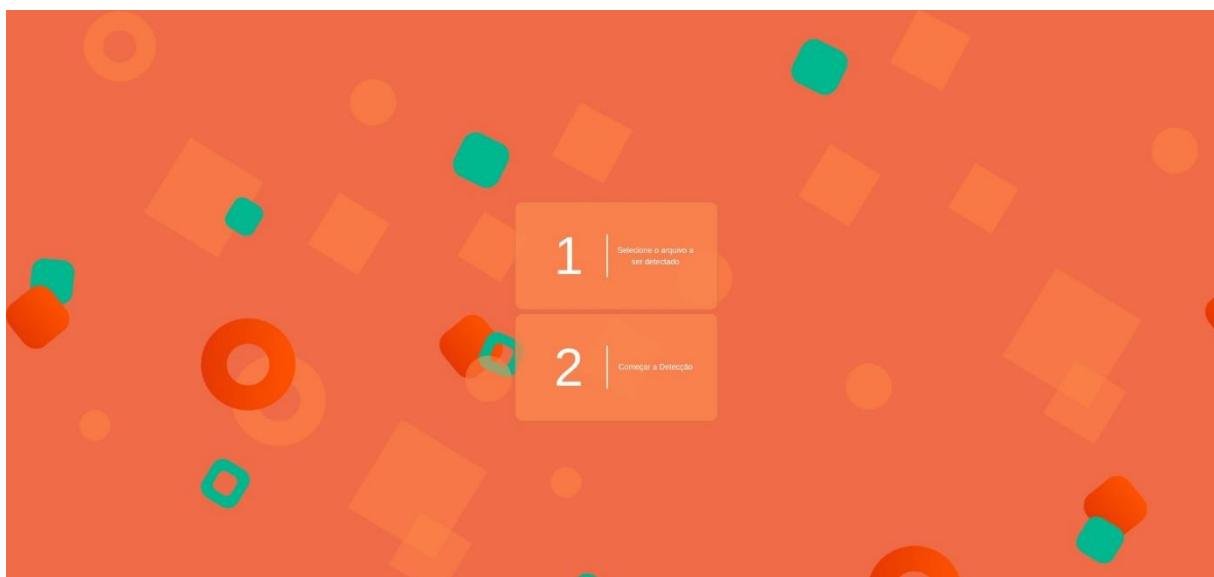 1
Selecione o arquivo a
ser detectado
2
Começar a Detecção